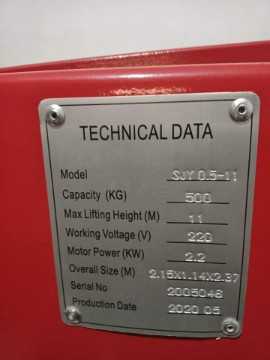 TECHNICAL DATA
Model SJY 0.5-11
Capacity (KG) 500
Max Lifting Height (M) 11
Working Voltage (V) 220
Motor Power (KW) 2.2
Overall Size (M) 2.15X1.14X2.37
Serial No 2005048
Production Date 2020 05